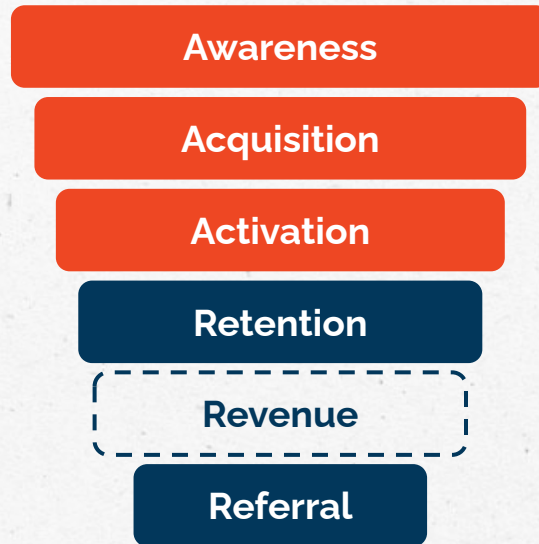 Awareness
Acquisition
Activation
Retention
Revenue
Referral